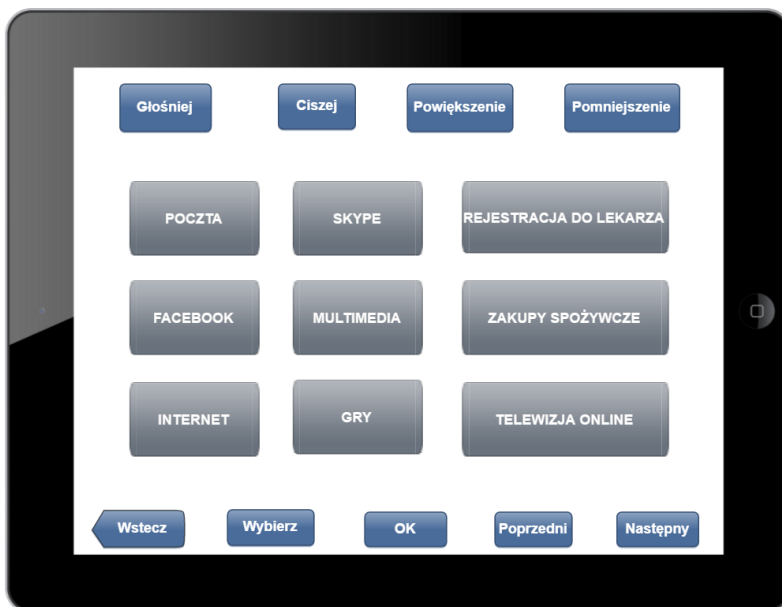 Głośniej
Ciszej
Powiększenie
Pomniejszenie
POCZTA
SKYPE
REJESTRACJA DO LEKARZA
FACEBOOK
MULTIMEDIA
ZAKUPY SPOŻYWCZE
INTERNET
GRY
TELEWIZJA ONLINE
Wstecz
Wybierz
OK
Poprzedni
Następny